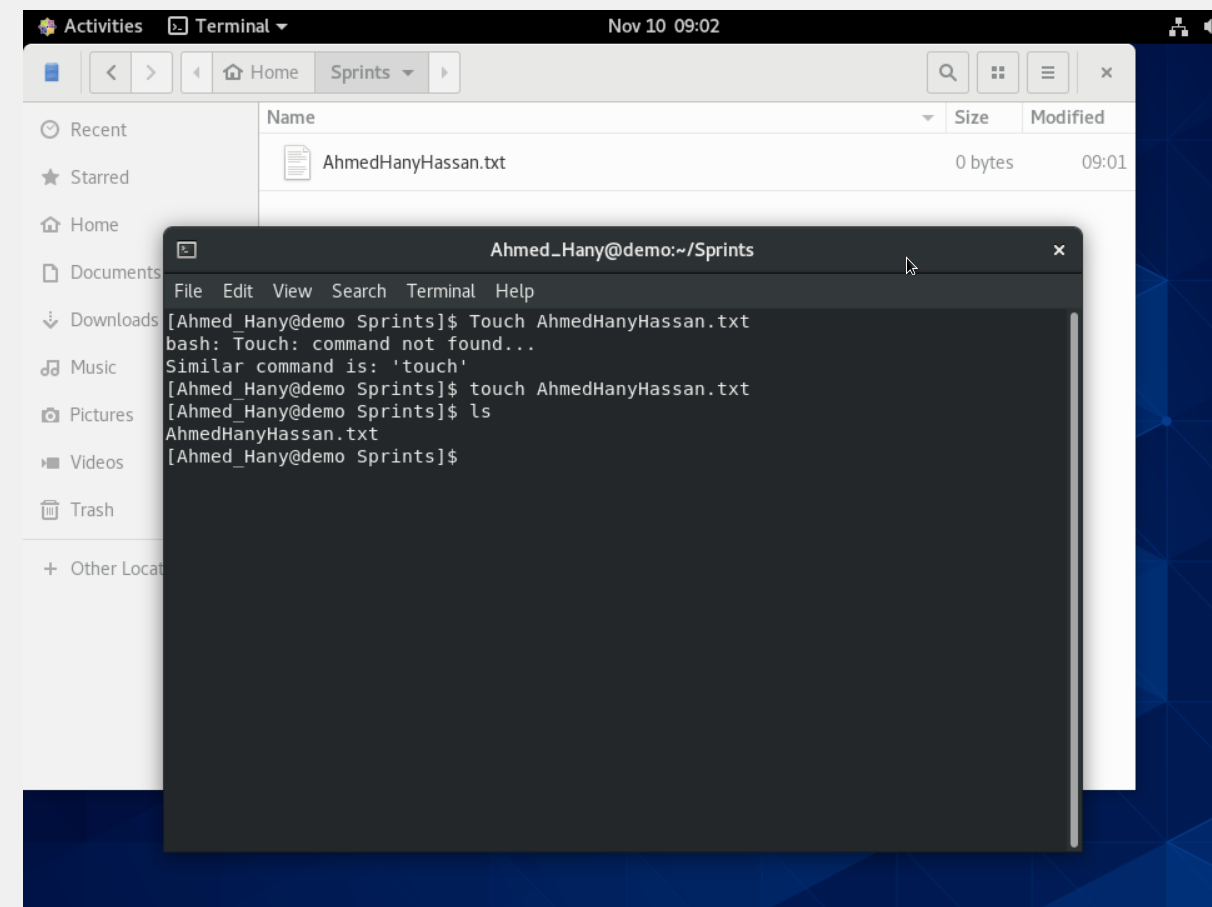 Activities Terminal Nov 10 09:02
Home Sprints
Name Size Modified
Recent
AhmedHanyHassan.txt 0 bytes 09:01
Starred
Home
Documents
Downloads
Music
Pictures
Videos
Trash
+ Other Locat
Ahmed_Hany@demo:~/Sprints
File Edit View Search Terminal Help
[Ahmed_Hany@demo Sprints]$ Touch AhmedHanyHassan.txt
bash: Touch: command not found...
Similar command is: 'touch'
[Ahmed_Hany@demo Sprints]$ touch AhmedHanyHassan.txt
[Ahmed_Hany@demo Sprints]$ ls
AhmedHanyHassan.txt
[Ahmed_Hany@demo Sprints]$